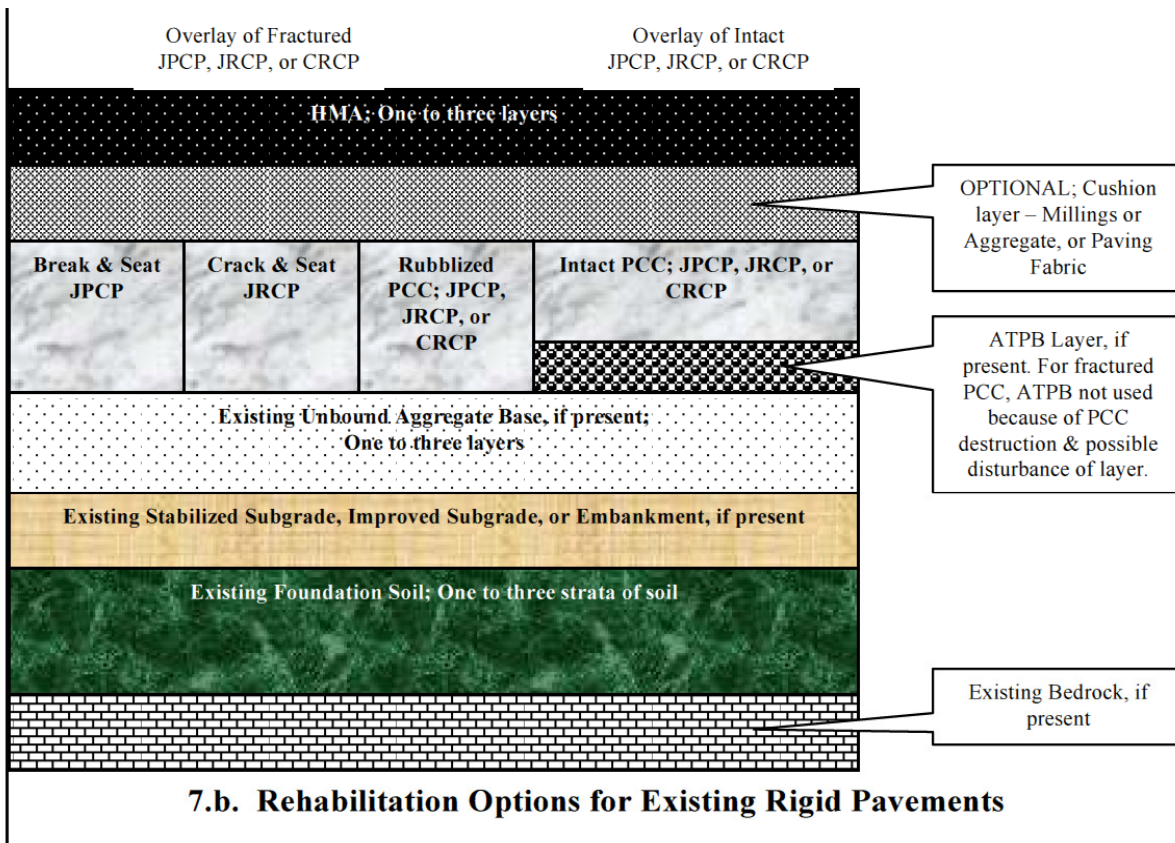 Overlay of Fractured
JPCP, JRCP, or CRCP
Overlay of Intact
JPCP, JRCP, or CRCP
HMA; One to three layers
OPTIONAL; Cushion
layer – Millings or
Aggregate, or Paving
Fabric
Break & Seat
JPCP
Crack & Seat
JRCP
Rubblized
PCC; JPCP,
JRCP, or
CRCP
Intact PCC; JPCP, JRCP, or
CRCP
ATPB Layer, if
present. For fractured
PCC, ATPB not used
because of PCC
destruction & possible
disturbance of layer.
Existing Unbound Aggregate Base, if present;
One to three layers
Existing Stabilized Subgrade, Improved Subgrade, or Embankment, if present
Existing Foundation Soil; One to three strata of soil
Existing Bedrock, if
present
7.b. Rehabilitation Options for Existing Rigid Pavements